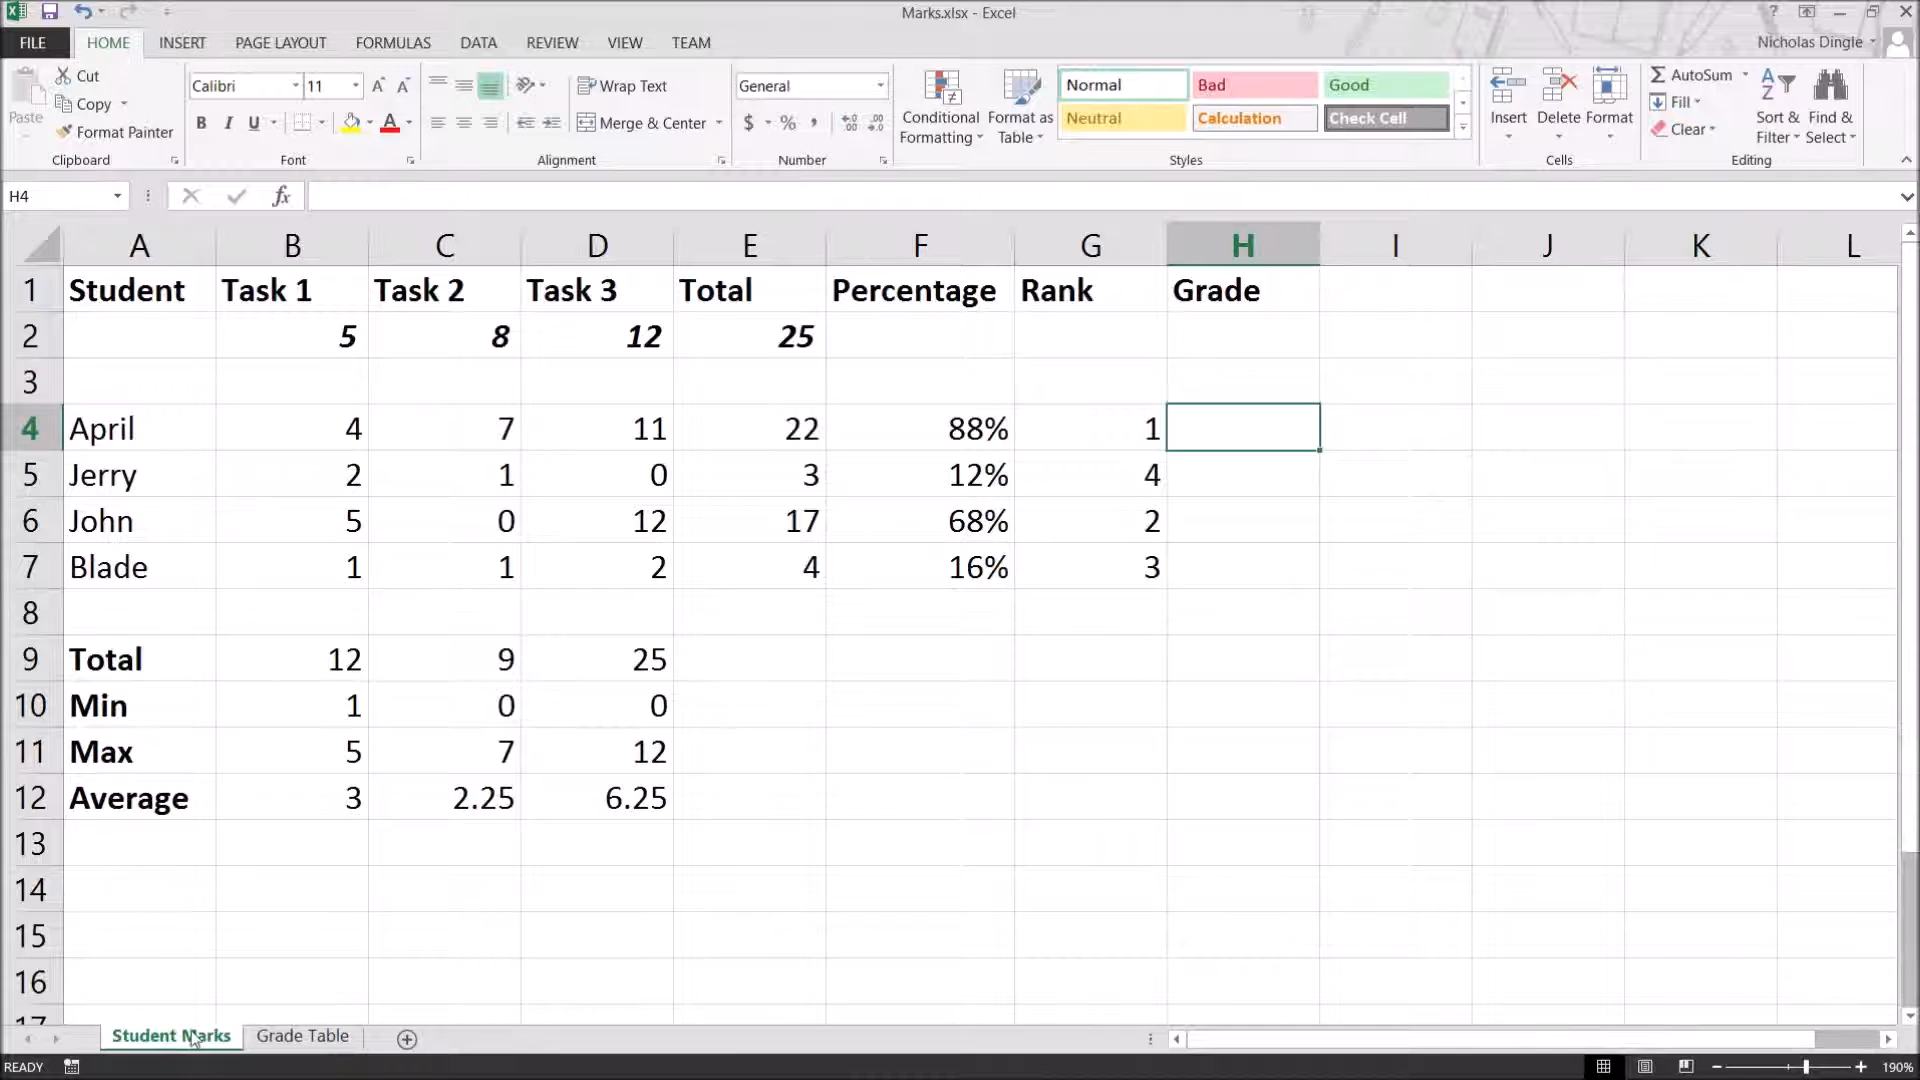 Marks.xlsx - Excel
FILE HOME INSERT PAGE LAYOUT FORMULAS DATA REVIEW VIEW TEAM Nicholas Dingle
Paste
Cut
Copy
Format Painter
Clipboard
Calibri 11
B I U
Font
Wrap Text
Merge & Center
Alignment
General
$ % ,
Number
Conditional Formatting
Format as Table
Normal Bad Good
Neutral Calculation Check Cell
Styles
Insert Delete Format
Cells
AutoSum
Fill
Clear
Sort & Filter
Find & Select
Editing
H4 fx
A B C D E F G H I J K L
1 Student Task 1 Task 2 Task 3 Total Percentage Rank Grade
2 5 8 12 25
3
4 April 4 7 11 22 88% 1
5 Jerry 2 1 0 3 12% 4
6 John 5 0 12 17 68% 2
7 Blade 1 1 2 4 16% 3
8
9 Total 12 9 25
10 Min 1 0 0
11 Max 5 7 12
12 Average 3 2.25 6.25
13
14
15
16
17
Student Marks Grade Table
READY 190%